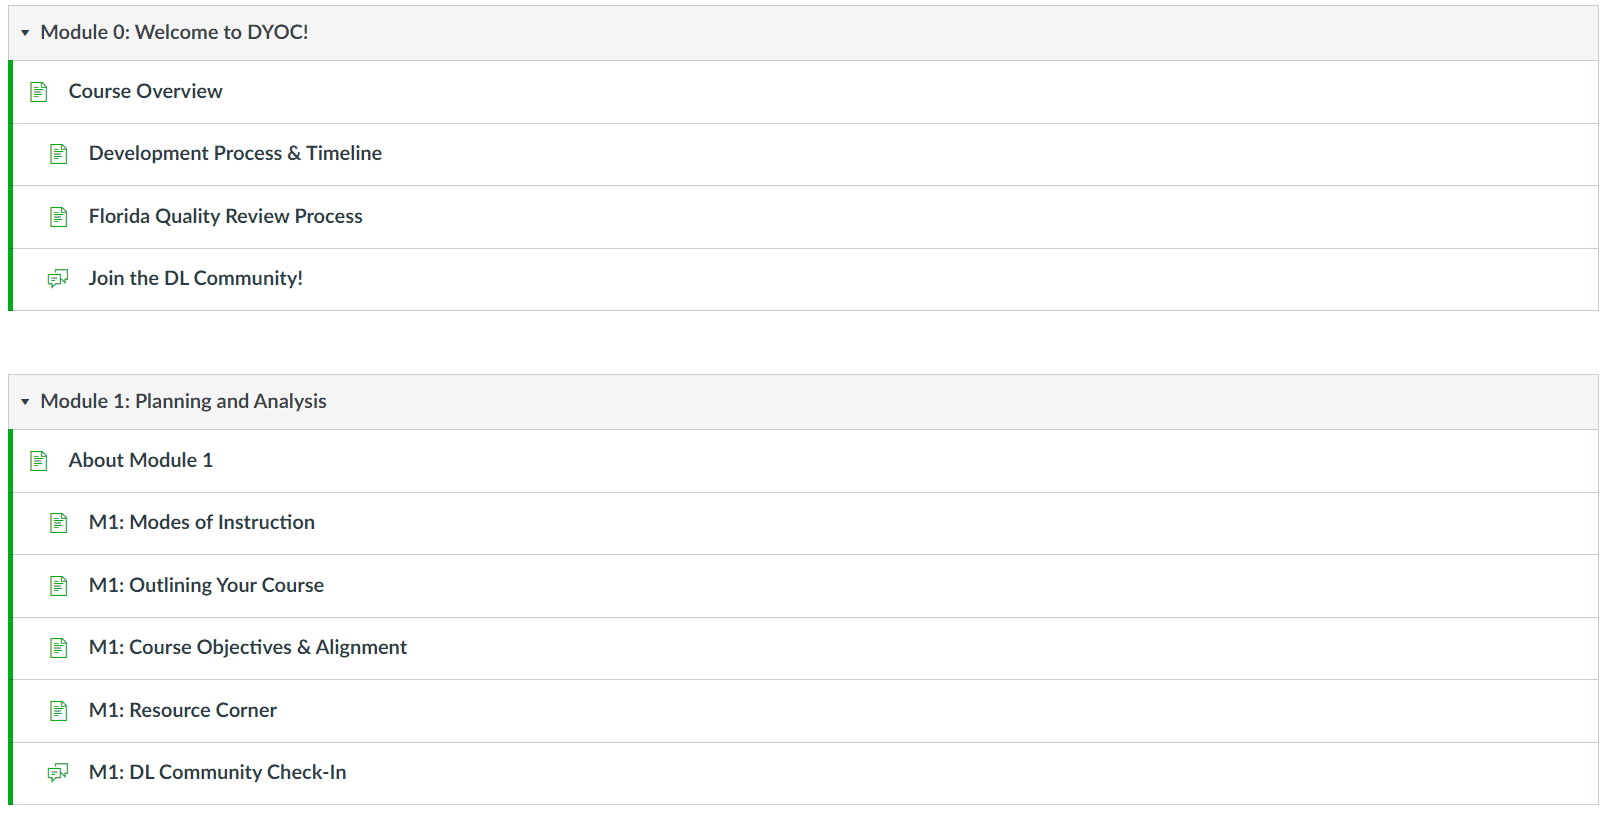 Module 0: Welcome to DYOC!
Course Overview
Development Process & Timeline
Florida Quality Review Process
Join the DL Community!
Module 1: Planning and Analysis
About Module 1
M1: Modes of Instruction
M1: Outlining Your Course
M1: Course Objectives & Alignment
M1: Resource Corner
M1: DL Community Check-In